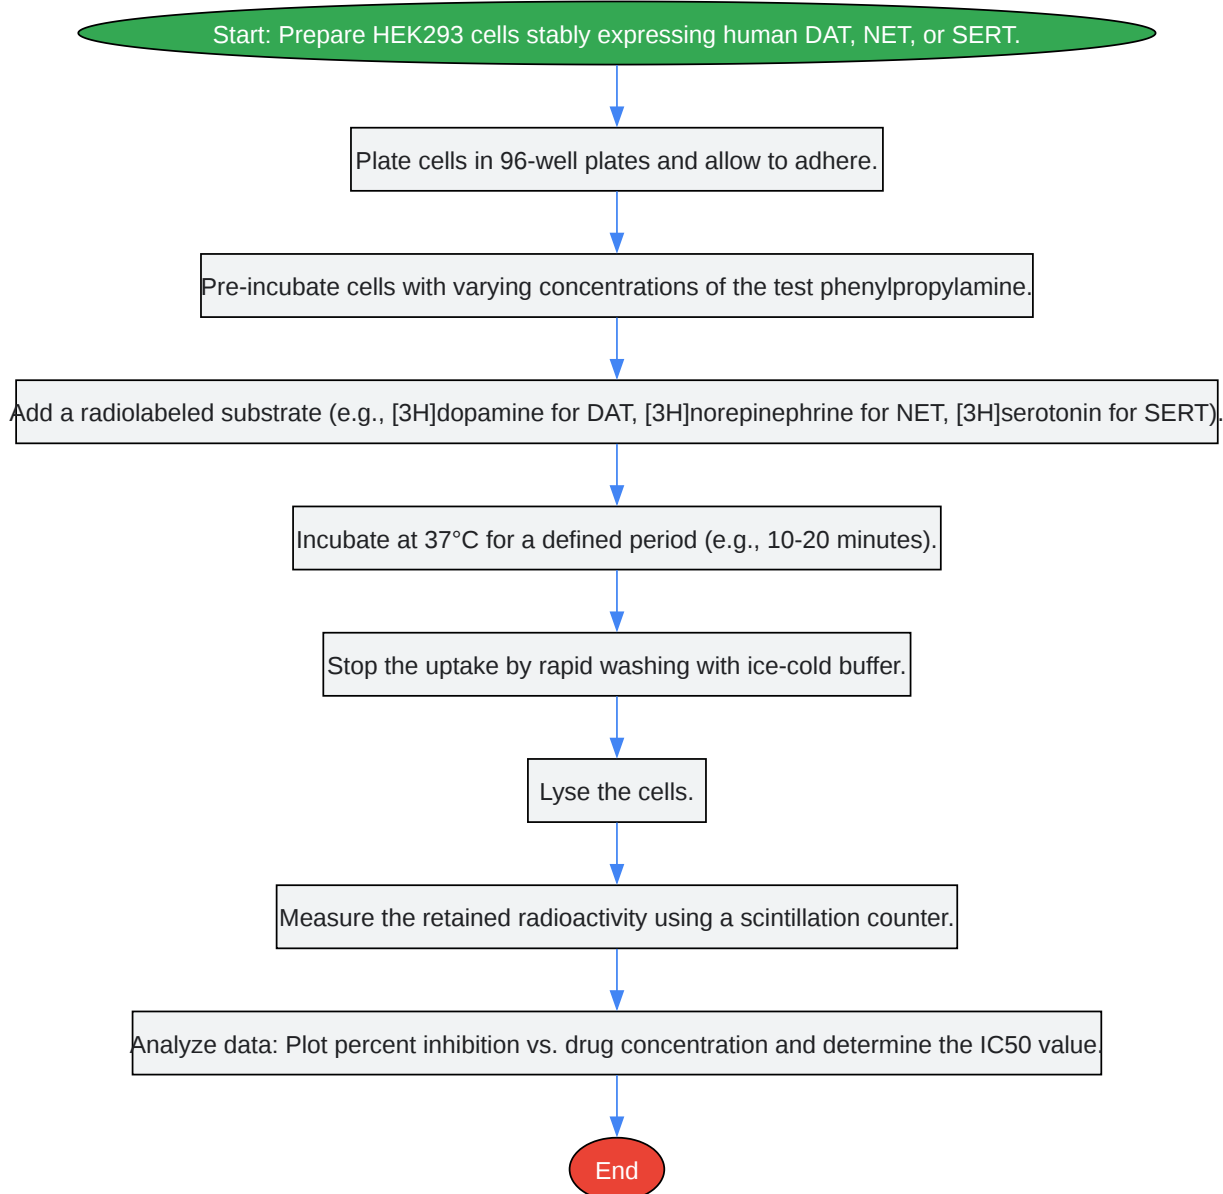 Start: Prepare HEK293 cells stably expressing human DAT, NET, or SERT.
Plate cells in 96-well plates and allow to adhere.
Pre-incubate cells with varying concentrations of the test phenylpropylamine.
Add a radiolabeled substrate (e.g., [3H]dopamine for DAT, [3H]norepinephrine for NET, [3H]serotonin for SERT).
Incubate at 37°C for a defined period (e.g., 10-20 minutes).
Stop the uptake by rapid washing with ice-cold buffer.
Lyse the cells.
Measure the retained radioactivity using a scintillation counter.
Analyze data: Plot percent inhibition vs. drug concentration and determine the IC50 value.
End